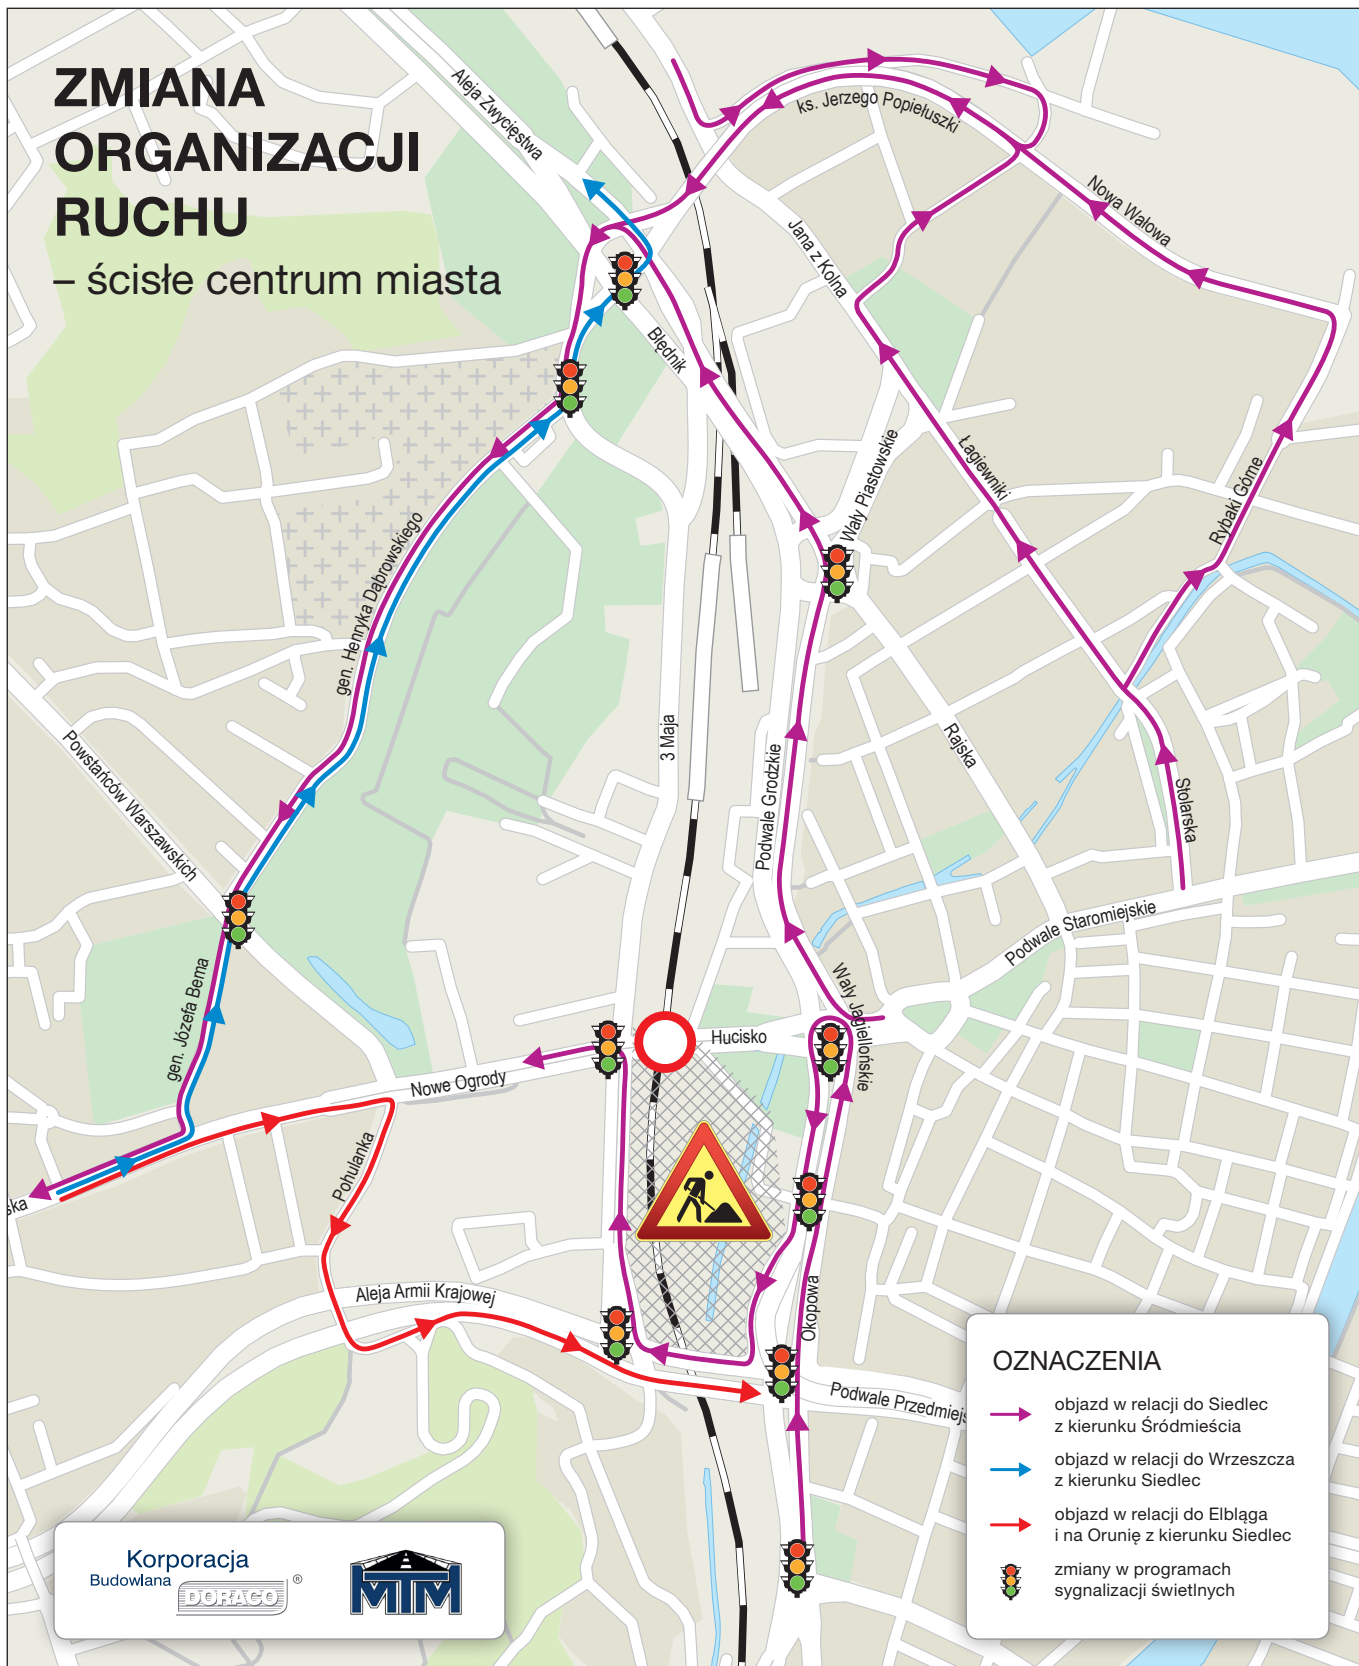 ZMIANA
ORGANIZACJI
RUCHU
– ścisłe centrum miasta
Aleja Zwycięstwa
ks. Jerzego Popiełuszki
Nowa Wałowa
Jana z Kolna
Błędnik
Wały Piastowskie
Łagiewniki
Rybaki Górne
gen. Henryka Dąbrowskiego
3 Maja
Podwale Grodzkie
Rajska
Stolarska
Powstańców Warszawskich
Podwale Staromiejskie
gen. Józefa Bema
Wały Jagiellońskie
Hucisko
Nowe Ogrody
Pohulanka
ska
Aleja Armii Krajowej
Okopowa
Podwale Przedmiejs
OZNACZENIA
objazd w relacji do Siedlec
z kierunku Śródmieścia
objazd w relacji do Wrzeszcza
z kierunku Siedlec
objazd w relacji do Elbląga
i na Orunię z kierunku Siedlec
zmiany w programach
sygnalizacji świetlnych
Korporacja
Budowlana
DORACO ®
MTM